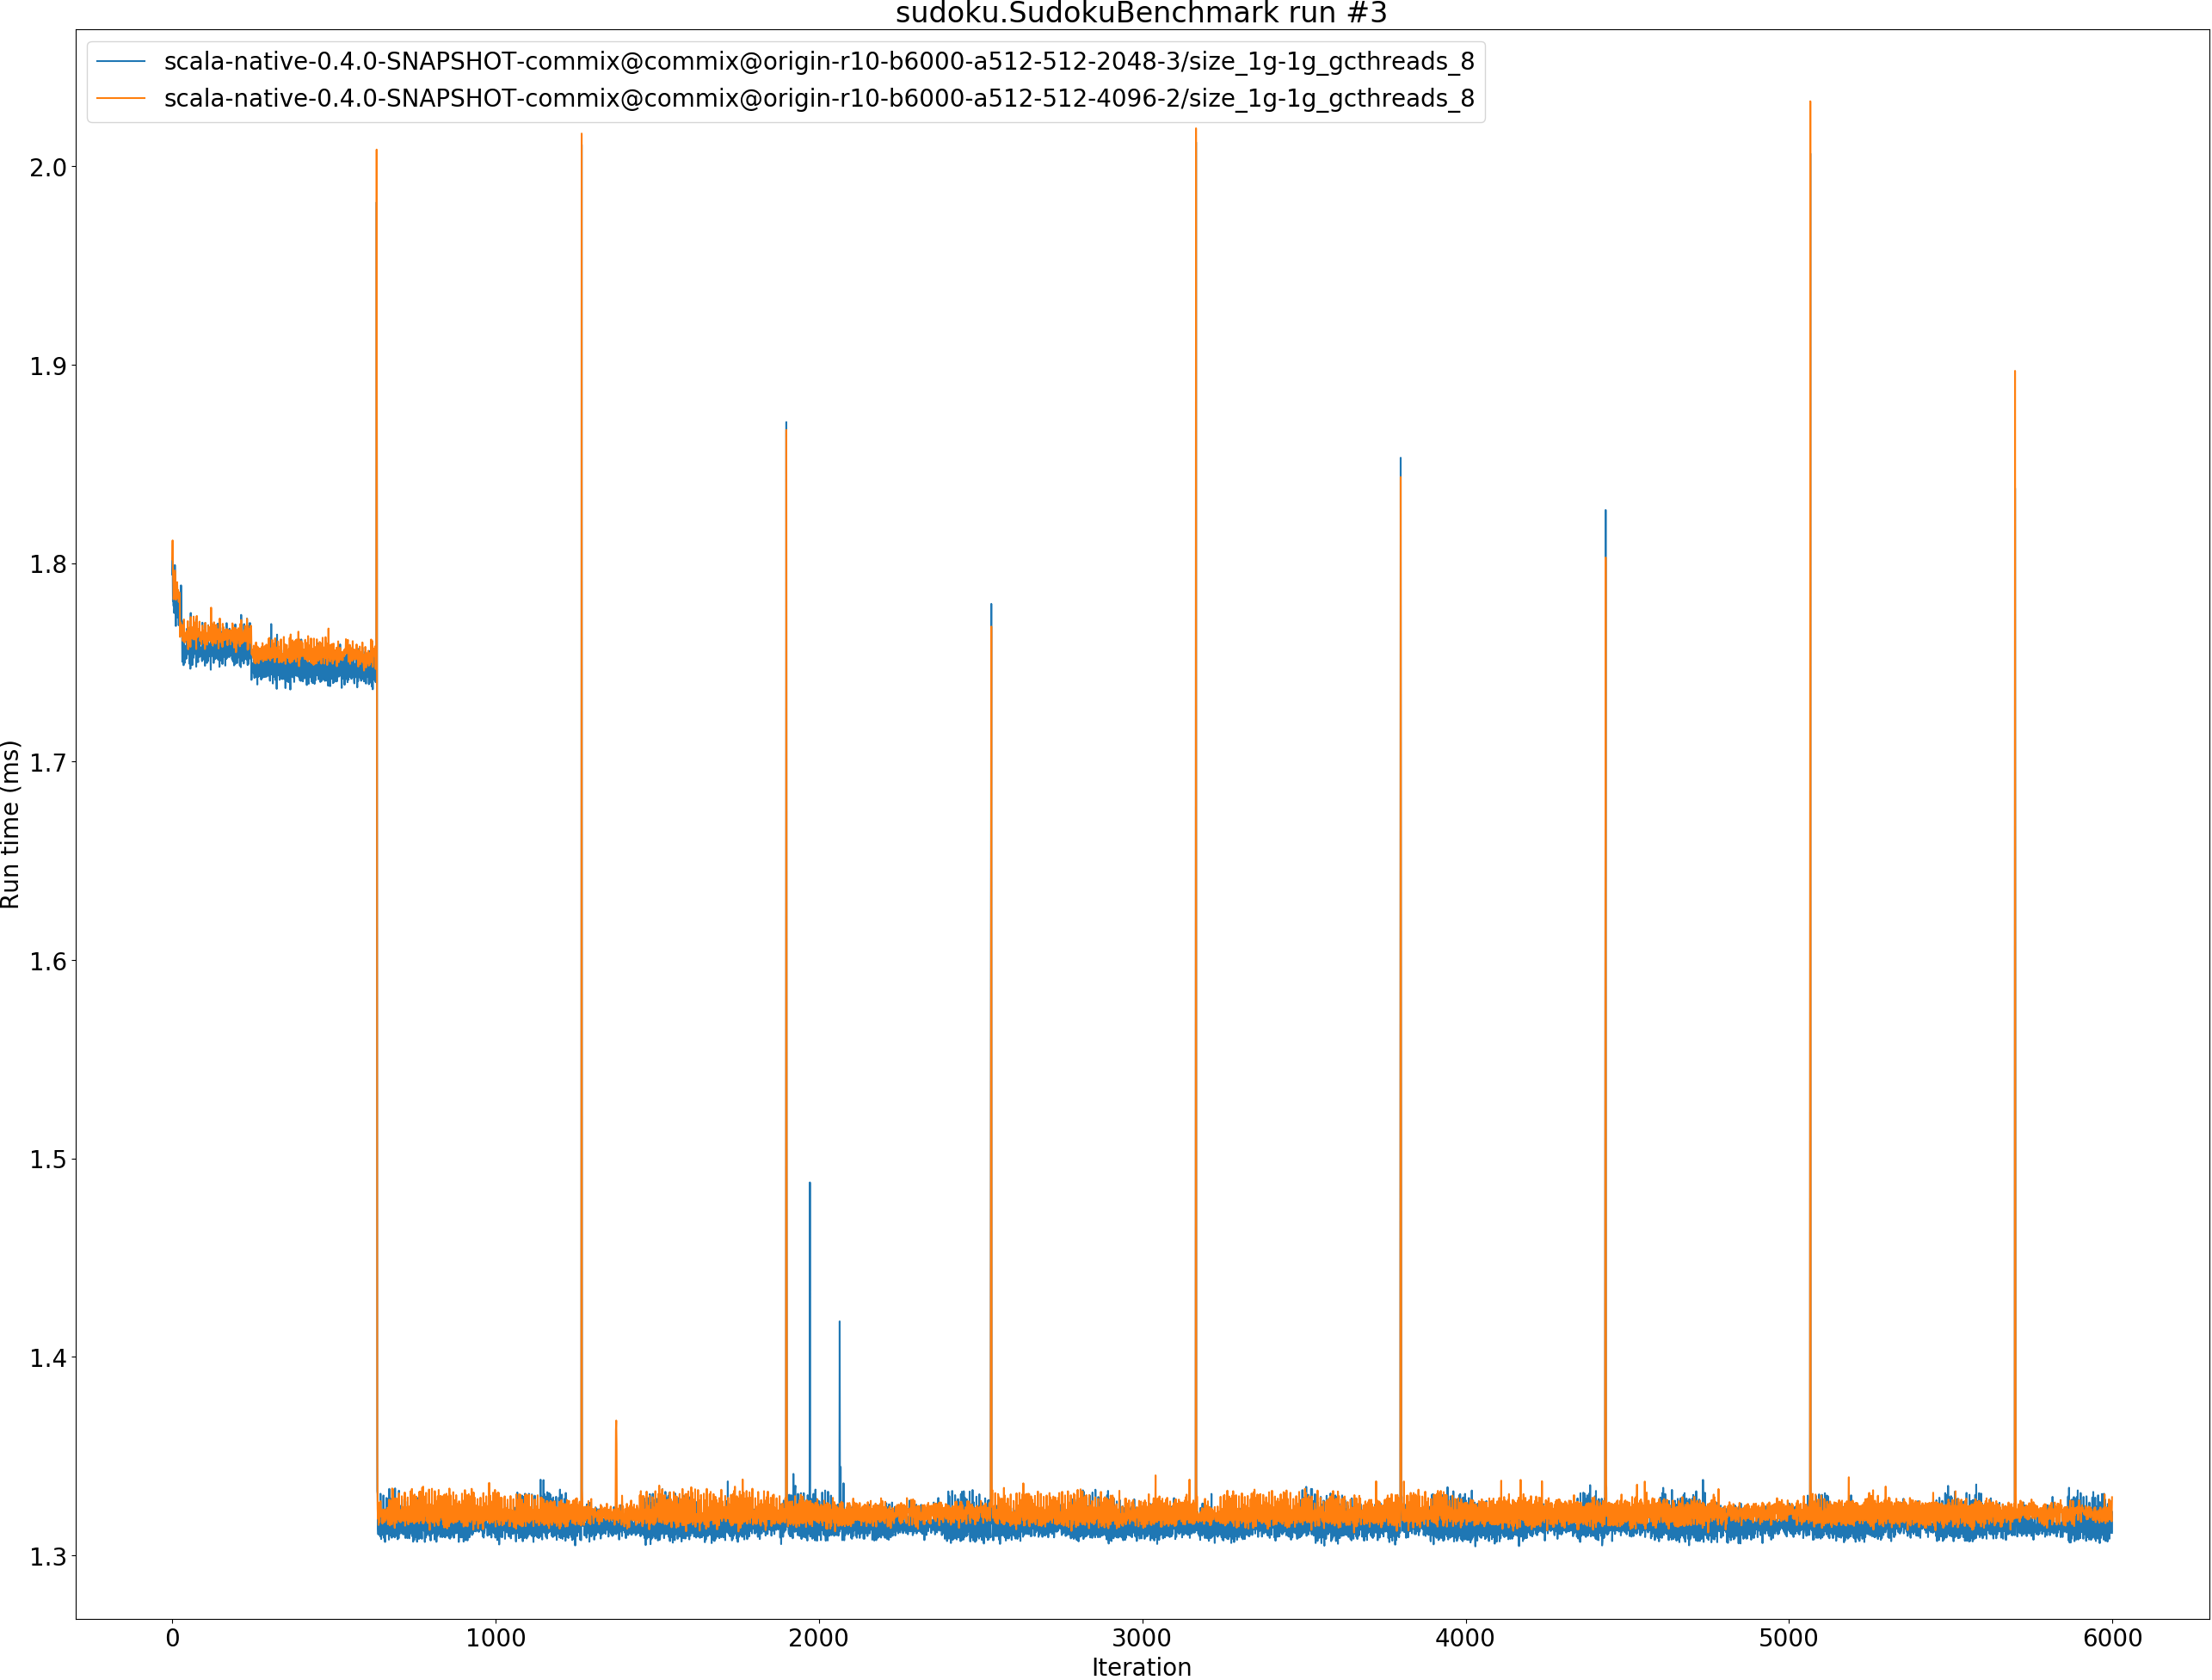 sudoku.SudokuBenchmark run #3
scala-native-0.4.0-SNAPSHOT-commix@commix@origin-r10-b6000-a512-512-2048-3/size_1g-1g_gcthreads_8
scala-native-0.4.0-SNAPSHOT-commix@commix@origin-r10-b6000-a512-512-4096-2/size_1g-1g_gcthreads_8
2.0
1.9
1.8
1.7
1.6
1.5
1.4
1.3
Run time (ms)
0 1000 2000 3000 4000 5000 6000
Iteration